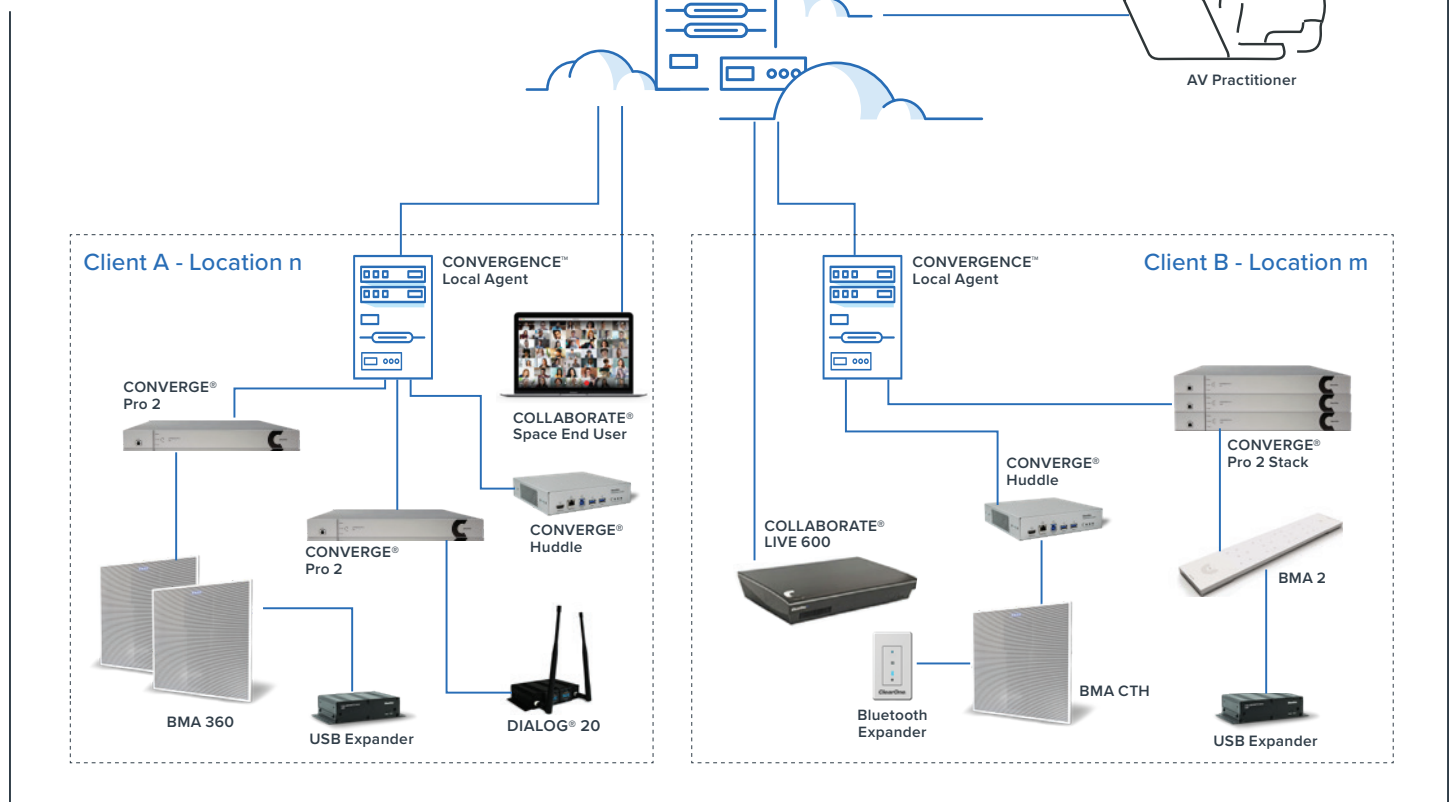 AV Practitioner
Client A - Location n
CONVERGENCE™
Local Agent
CONVERGE®
Pro 2
COLLABORATE®
Space End User
CONVERGE®
Huddle
CONVERGE®
Pro 2
BMA 360
USB Expander
DIALOG® 20
Client B - Location m
CONVERGENCE™
Local Agent
CONVERGE®
Pro 2 Stack
CONVERGE®
Huddle
COLLABORATE®
LIVE 600
BMA 2
ClearOne
Bluetooth
Expander
BMA CTH
USB Expander